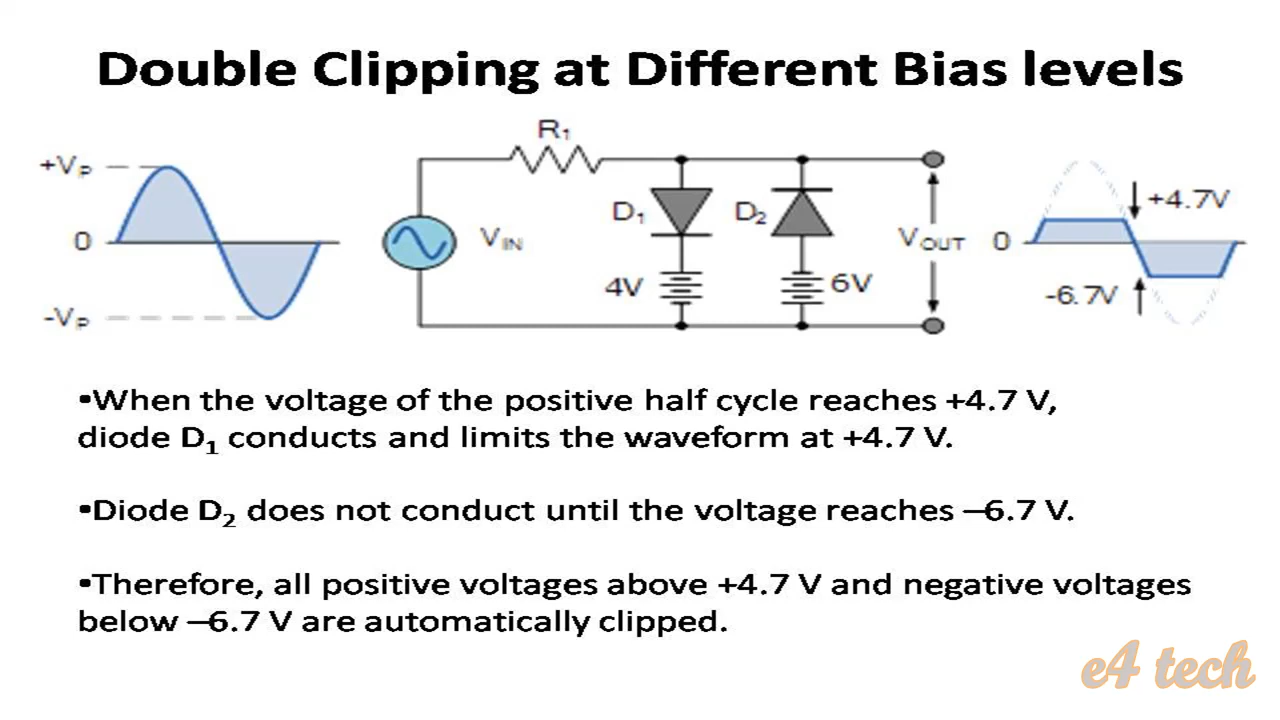 Double Clipping at Different Bias levels
+Vₚ
0
-Vₚ
R₁
V_IN
D₁
4V
D₂
6V
V_OUT
0
+4.7V
-6.7V
•When the voltage of the positive half cycle reaches +4.7 V,
diode D₁ conducts and limits the waveform at +4.7 V.
•Diode D₂ does not conduct until the voltage reaches –6.7 V.
•Therefore, all positive voltages above +4.7 V and negative voltages
below –6.7 V are automatically clipped.
e4 tech